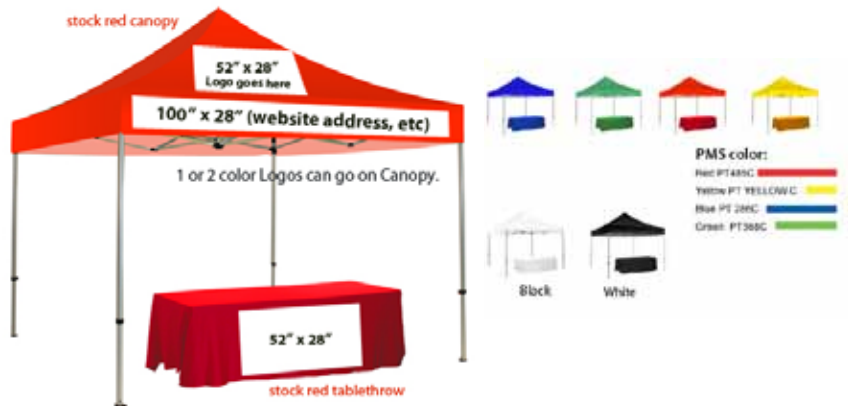 stock red canopy
52" x 28"
Logo goes here
100" x 28" (website address, etc)
1 or 2 color Logos can go on Canopy.
52" x 28"
stock red tablethrow
PMS color:
Red PT485C
Yellow PT YELLOW C
Blue PT 286C
Green PT368C
Black
White